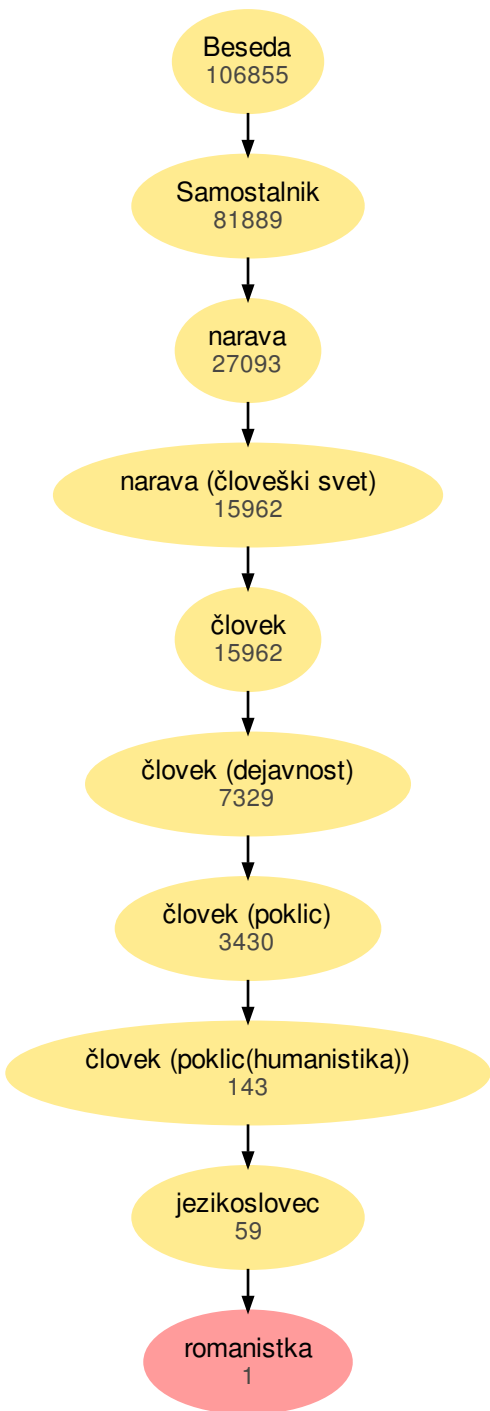 Beseda
106855
Samostalnik
81889
narava
27093
narava (človeški svet)
15962
človek
15962
človek (dejavnost)
7329
človek (poklic)
3430
človek (poklic(humanistika))
143
jezikoslovec
59
romanistka
1